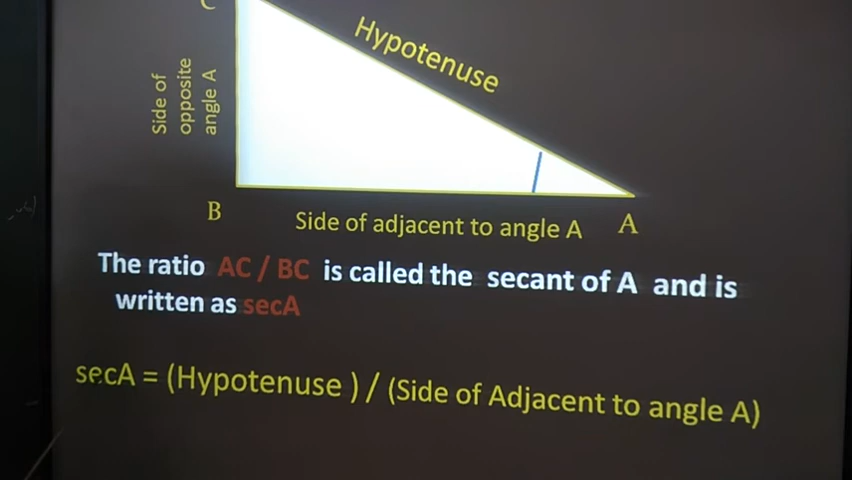 C
Hypotenuse
Side of
opposite
angle A
B
Side of adjacent to angle A
A
The ratio AC / BC is called the secant of A and is
written as secA
secA = (Hypotenuse ) / (Side of Adjacent to angle A)